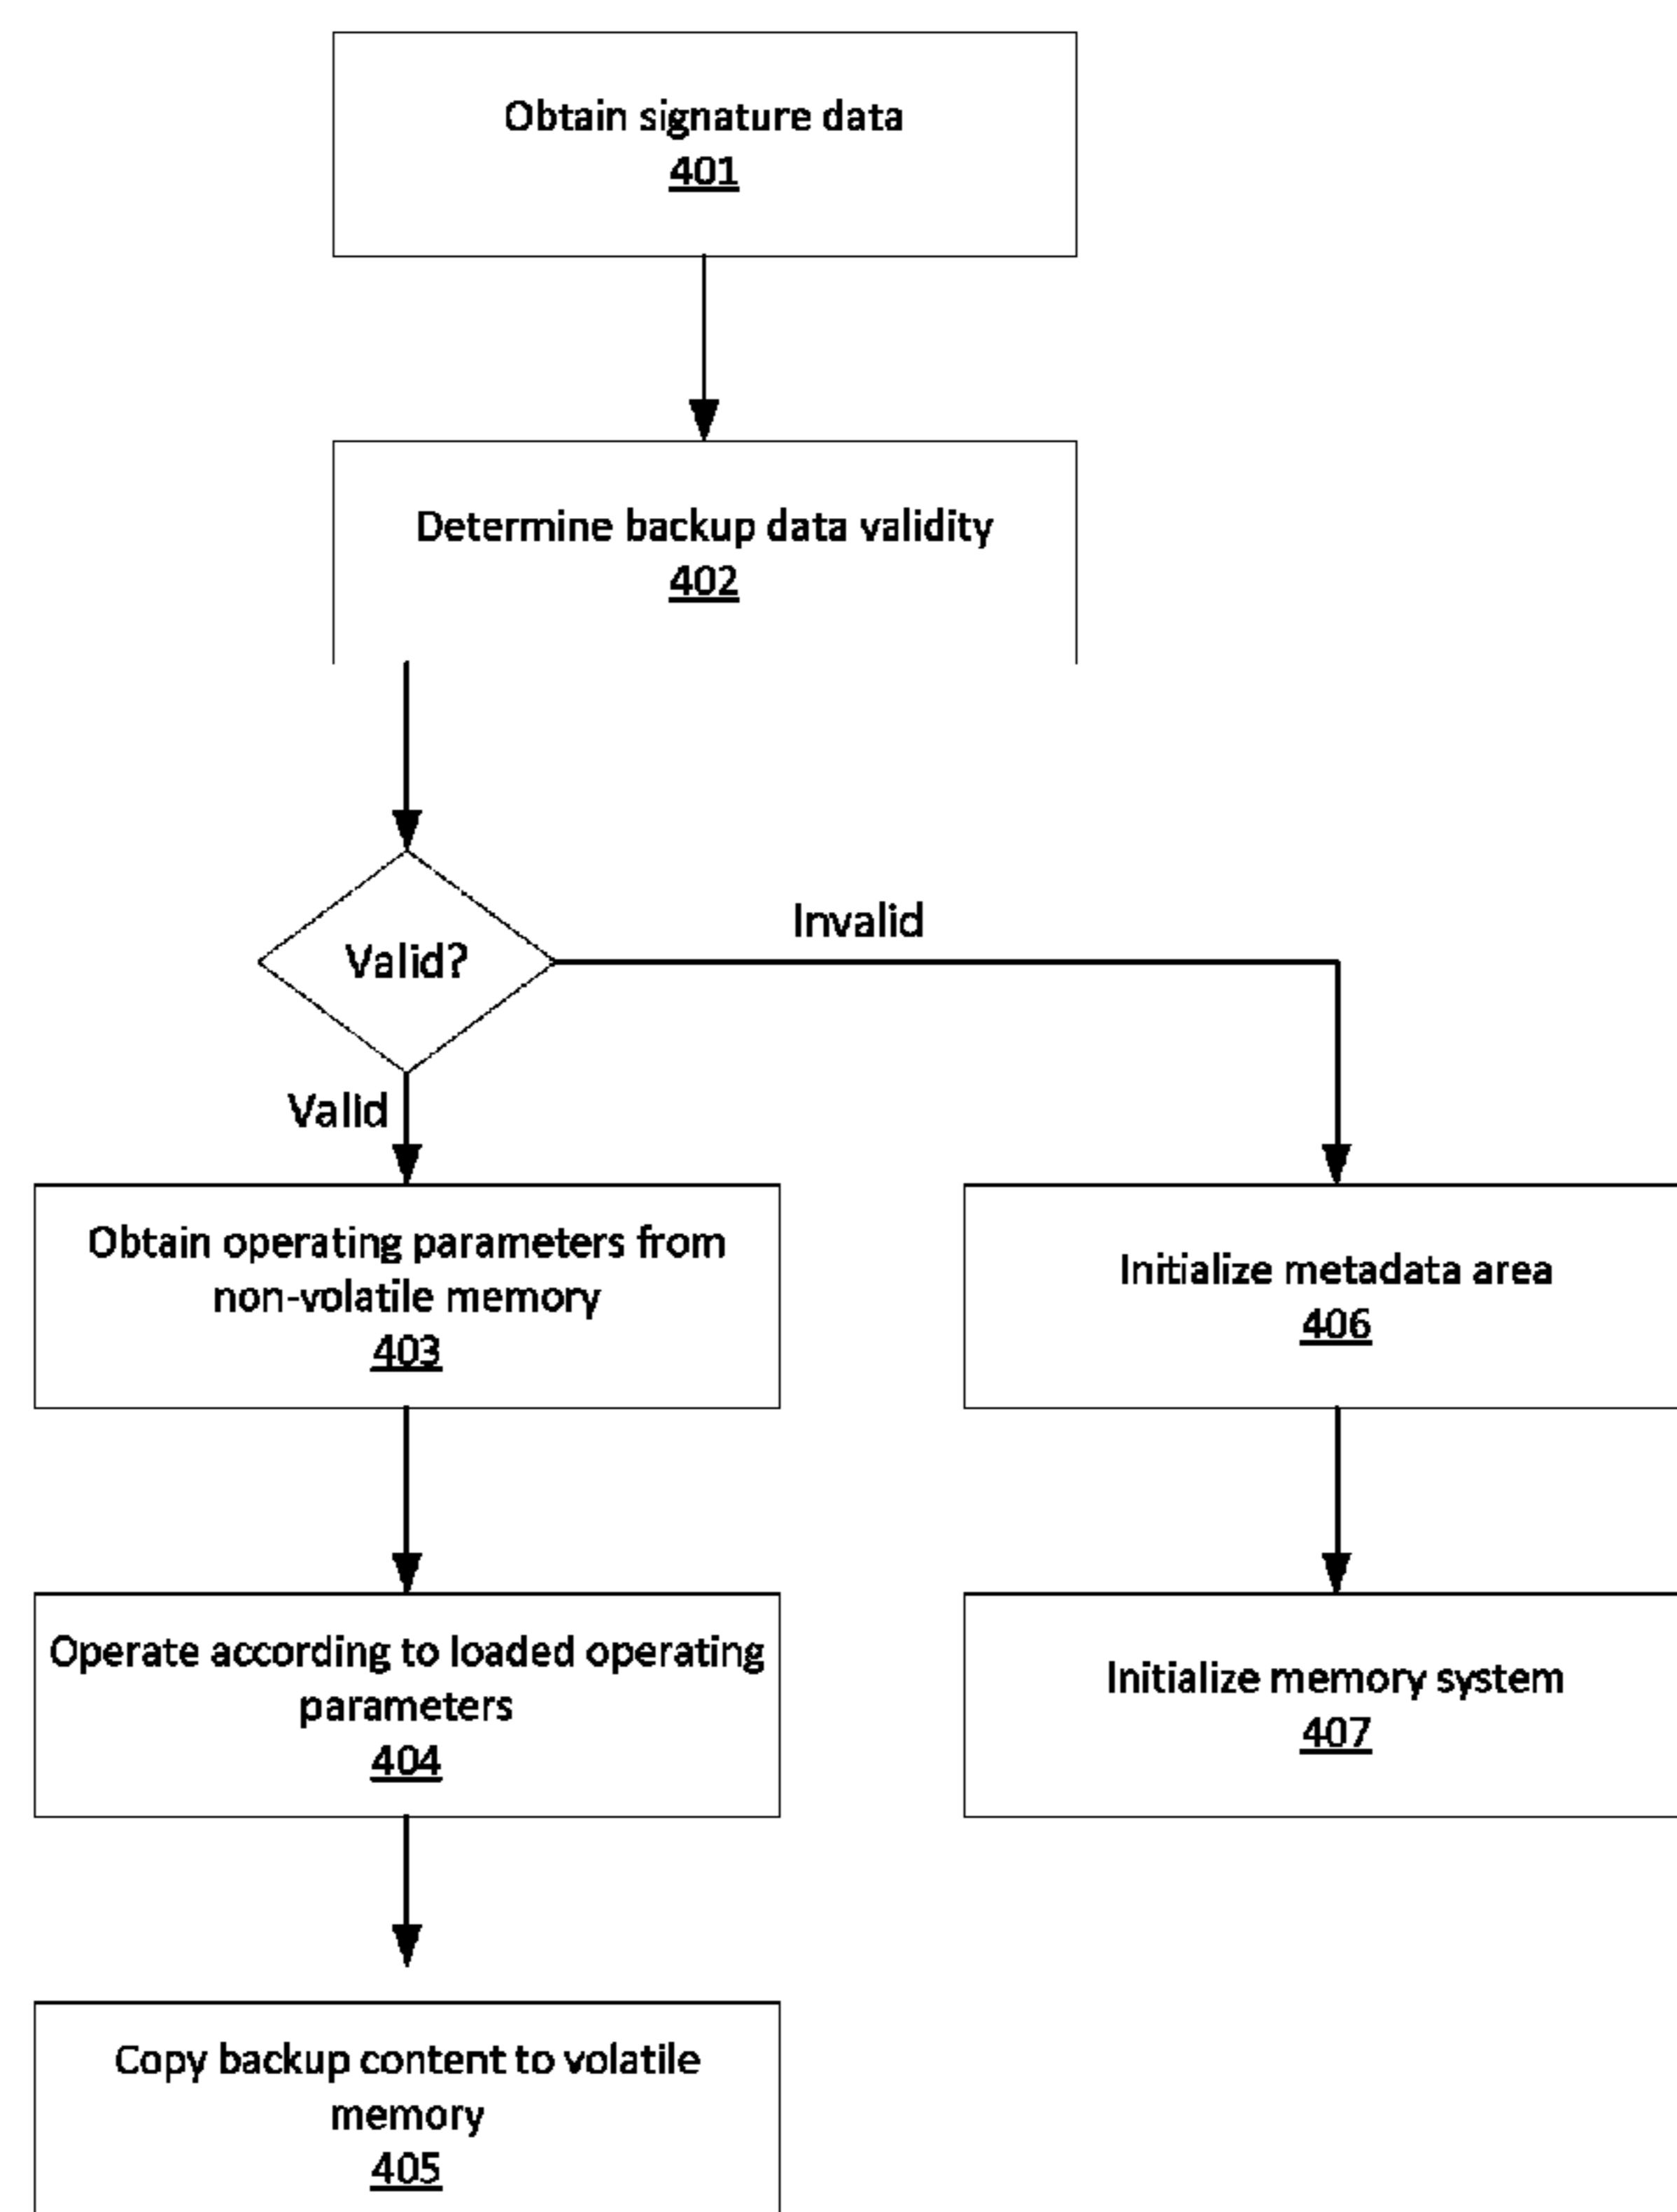 Obtain signature data
401
Determine backup data validity
402
Valid?
Invalid
Valid
Obtain operating parameters from
non-volatile memory
403
Initialize metadata area
406
Operate according to loaded operating
parameters
404
Initialize memory system
407
Copy backup content to volatile
memory
405